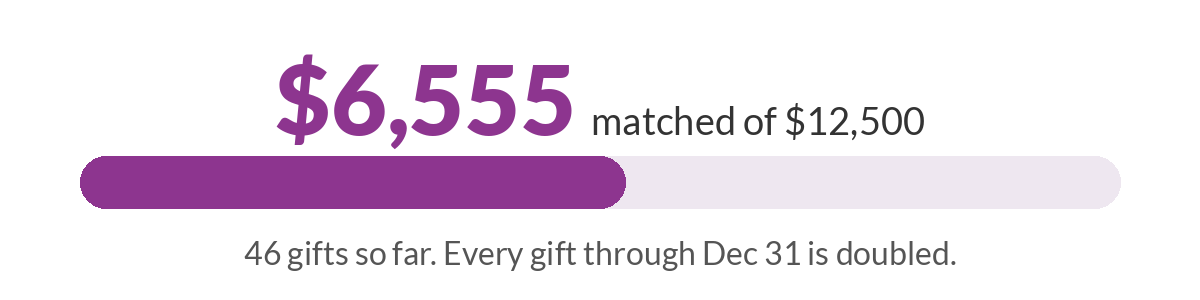 $6,555 matched of $12,500
46 gifts so far. Every gift through Dec 31 is doubled.